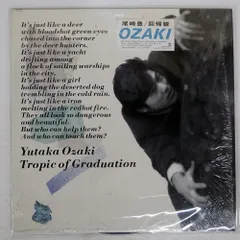 It's just like a deer
with bloodshot green eyes
chased into the corner
by the deer hunters.
It's just like a yacht
drifting among
a flock of sailing warships
in the city.
It's just like a girl
holding the deserted dog
trembling in the cold rain.
It's just like a iron
melting in the redhot fire.
They all look so dangerous
and beautiful.
But who can help them?
And who can touch them?
尾崎豊/回帰線
OZAKI
Yutaka Ozaki
Tropic of Graduation